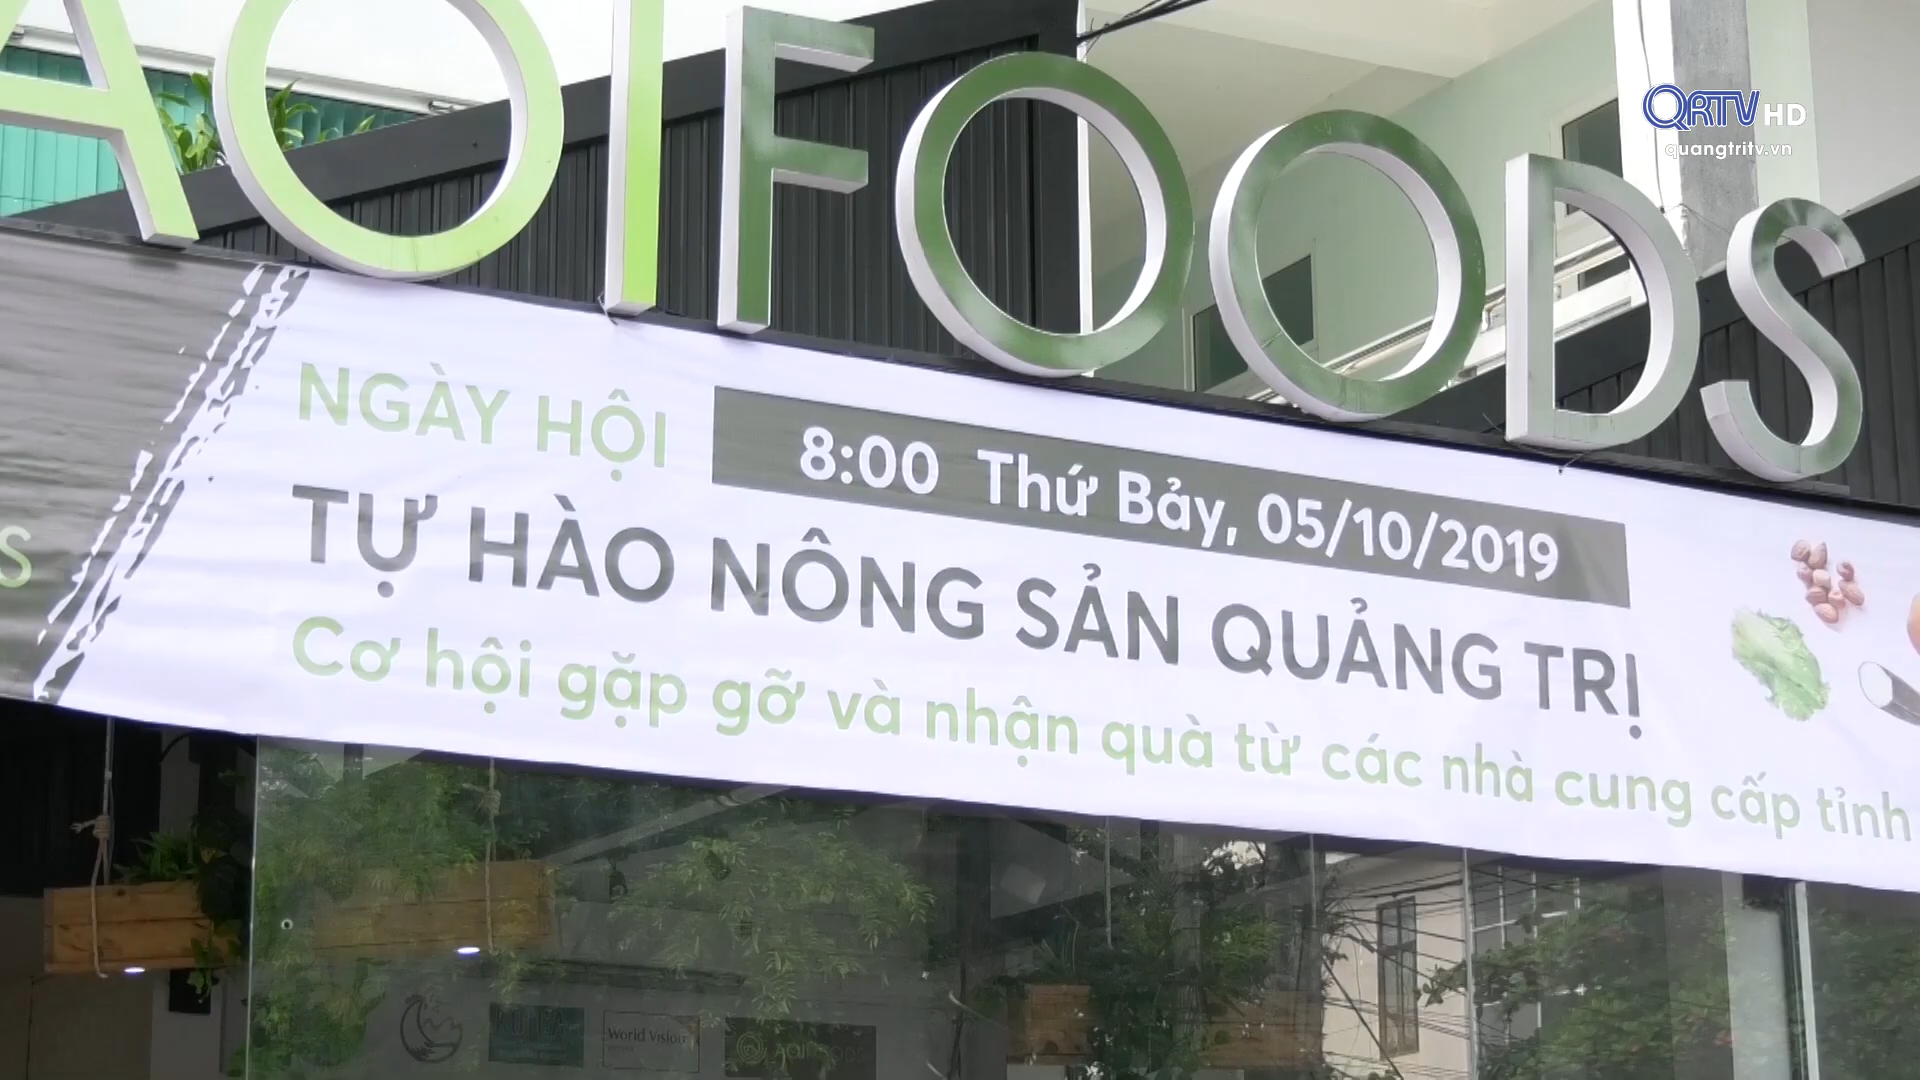 AOI FOODS
QRTV HD
quangtritv.vn
NGÀY HỘI
8:00 Thứ Bảy, 05/10/2019
TỰ HÀO NÔNG SẢN QUẢNG TRỊ
Cơ hội gặp gỡ và nhận quà từ các nhà cung cấp tỉnh
S
World Vision